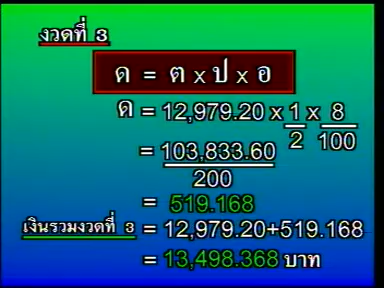 งวดที่ 3
ด = ต x ป x อ
ด = 12,979.20 x 1/2 x 8/100
= 103,833.60/200
= 519.168
เงินรวมงวดที่ 3 = 12,979.20+519.168
= 13,498.368 บาท